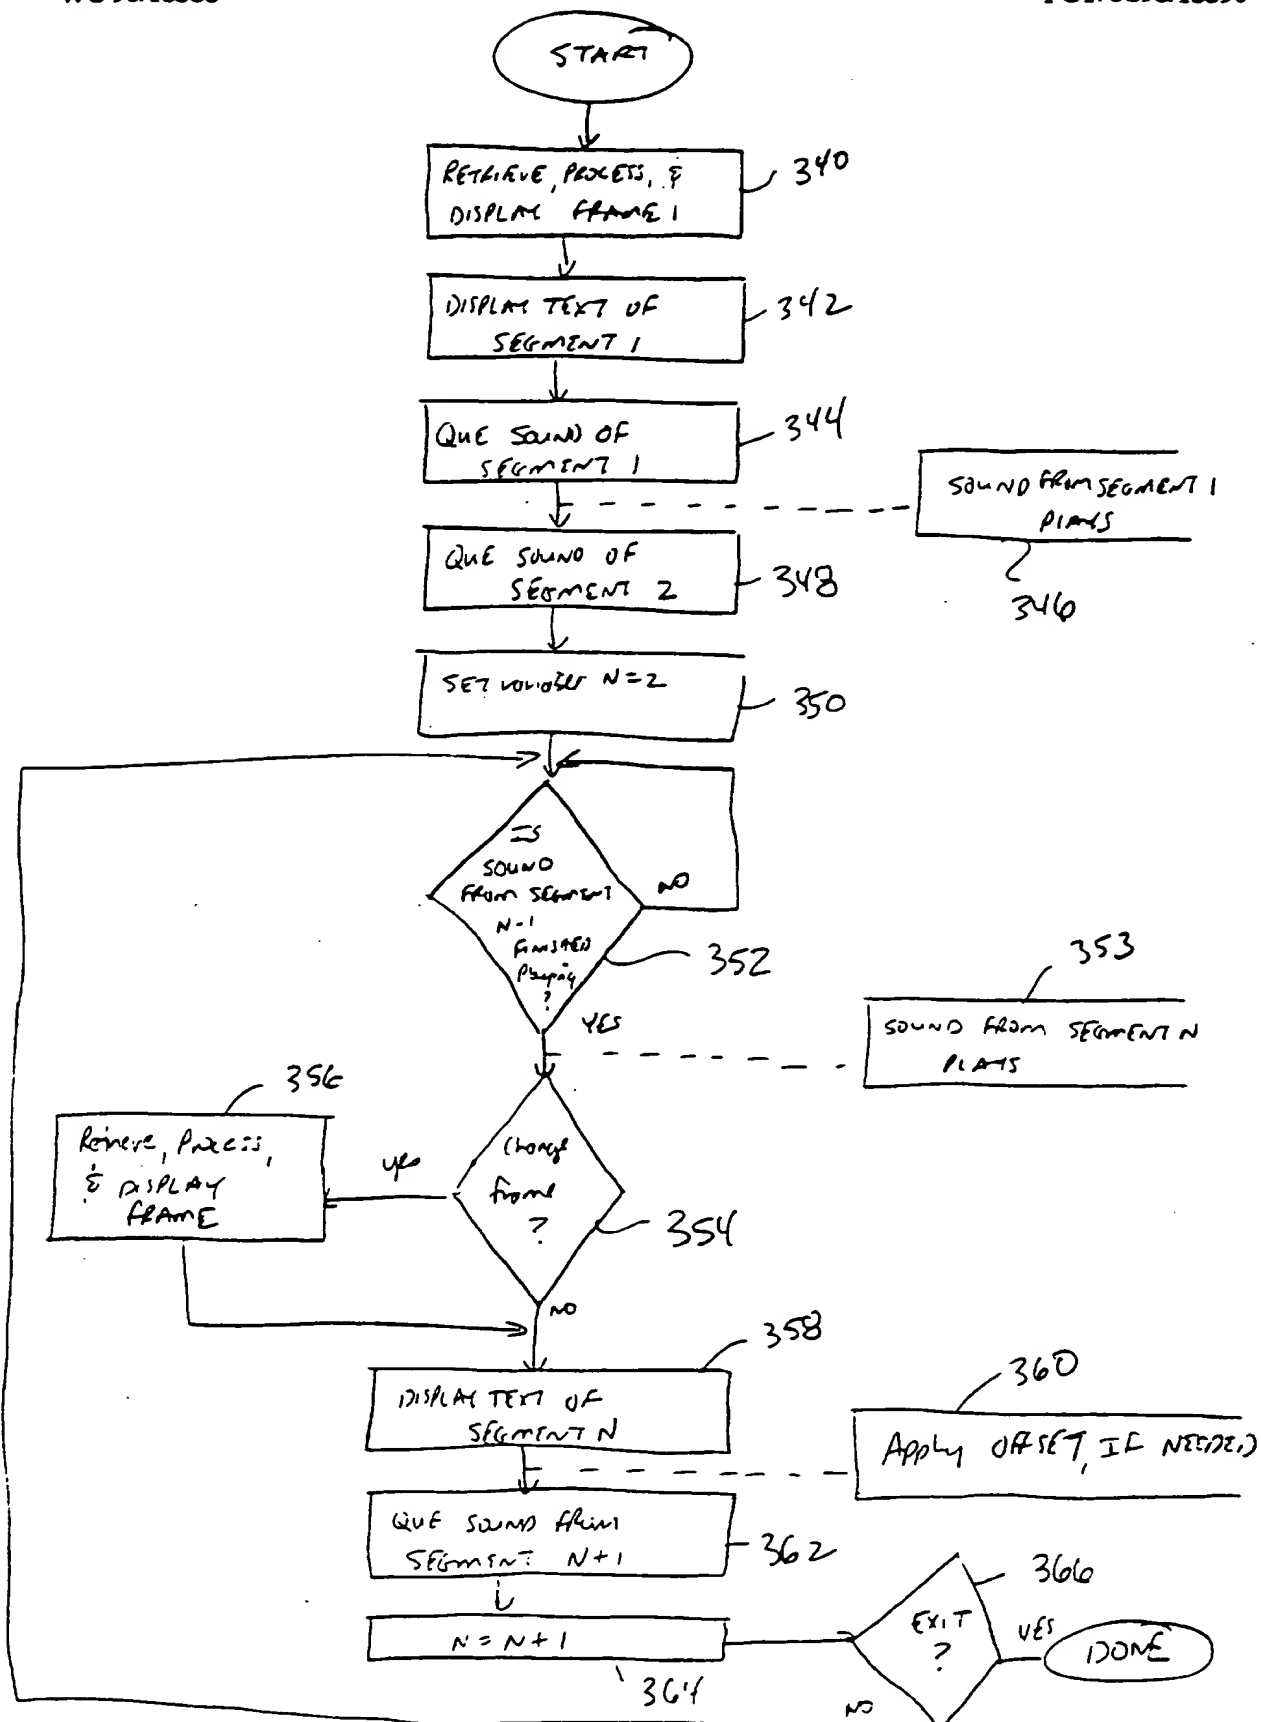 START
RETRIEVE, PROCESS, &
DISPLAY FRAME 1
340
DISPLAY TEXT OF
SEGMENT 1
342
QUE SOUND OF
SEGMENT 1
344
SOUND FROM SEGMENT 1
PLAYS
346
QUE SOUND OF
SEGMENT 2
348
SET VARIABLE N=2
350
IS
SOUND
FROM SEGMENT
N-1
FINISHED
Playing
?
NO
352
YES
353
SOUND FROM SEGMENT N
PLAYS
Change
frame
?
354
yes
356
Retrieve, Process,
& DISPLAY
FRAME
NO
358
DISPLAY TEXT OF
SEGMENT N
360
Apply OFFSET, IF NEEDED
QUE SOUND FROM
SEGMENT N+1
362
N = N+1
364
EXIT
?
366
YES
DONE
NO